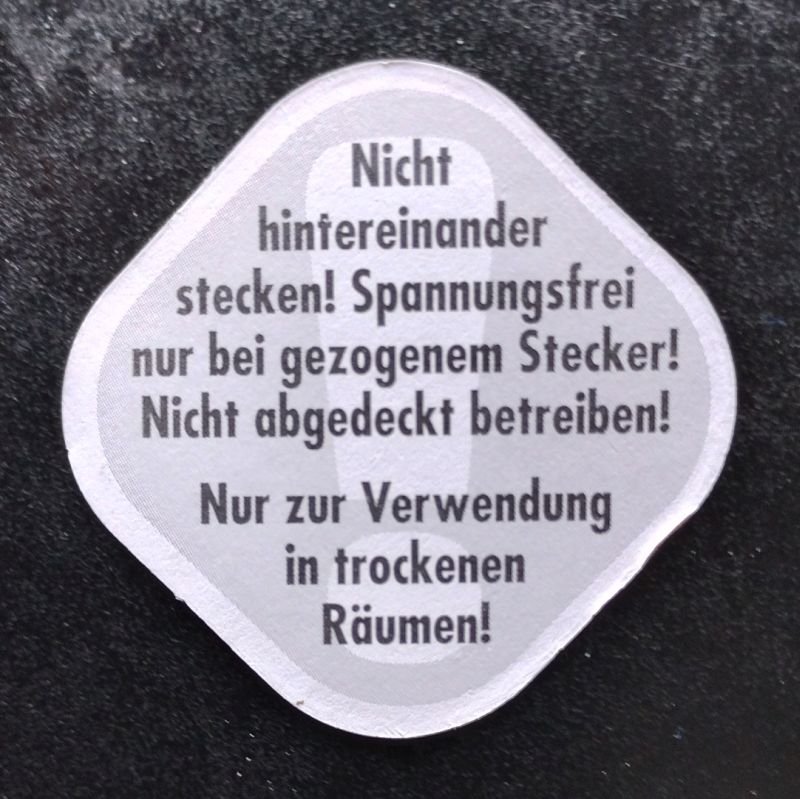 Nicht
hintereinander
stecken! Spannungsfrei
nur bei gezogenem Stecker!
Nicht abgedeckt betreiben!
Nur zur Verwendung
in trockenen
Räumen!